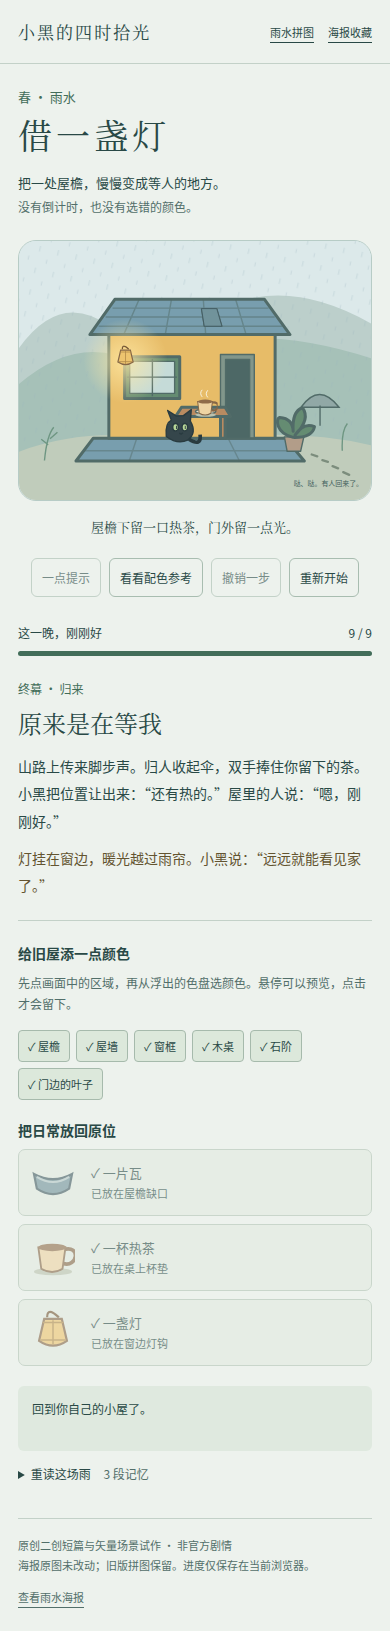 小黑的四时拾光
雨水拼图 海报收藏
春 · 雨水
借一盏灯
把一处屋檐，慢慢变成等人的地方。
没有倒计时，也没有选错的颜色。
哒、哒。有人回来了。
屋檐下留一口热茶，门外留一点光。
一点提示 看看配色参考 撤销一步 重新开始
这一晚，刚刚好 9 / 9
终幕 · 归来
原来是在等我
山路上传来脚步声。归人收起伞，双手捧住你留下的茶。
小黑把位置让出来：“还有热的。”屋里的人说：“嗯，刚
刚好。”
灯挂在窗边，暖光越过雨帘。小黑说：“远远就能看见家
了。”
给旧屋添一点颜色
先点画面中的区域，再从浮出的色盘选颜色。悬停可以预览，点击
才会留下。
✓ 屋檐 ✓ 屋墙 ✓ 窗框 ✓ 木桌 ✓ 石阶
✓ 门边的叶子
把日常放回原位
✓ 一片瓦
已放在屋檐缺口
✓ 一杯热茶
已放在桌上杯垫
✓ 一盏灯
已放在窗边灯钩
回到你自己的小屋了。
▶ 重读这场雨 3 段记忆
原创二创短篇与矢量场景试作 · 非官方剧情
海报原图未改动；旧版拼图保留。进度仅保存在当前浏览器。
查看雨水海报